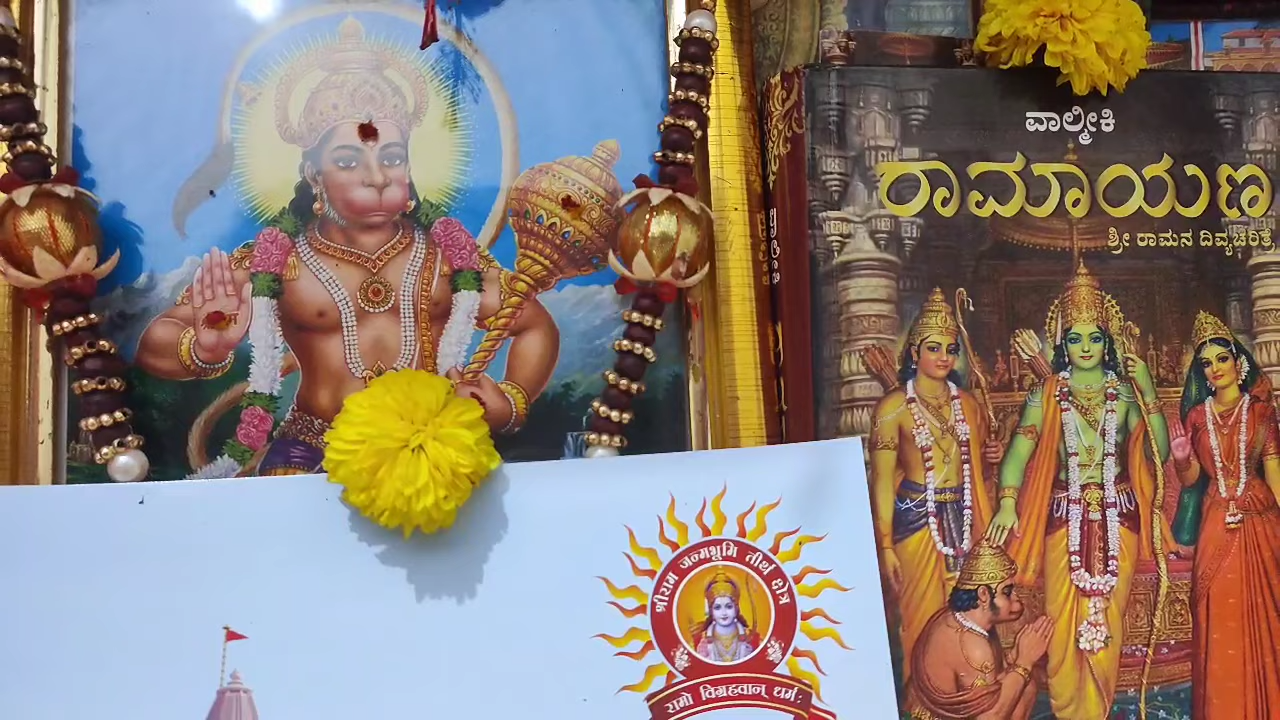 ವಾಲ್ಮೀಕಿ
ರಾಮಾಯಣ
ಶ್ರೀ ರಾಮನ ದಿವ್ಯಚರಿತ್ರೆ
श्रीराम जन्मभूमि तीर्थ क्षेत्र
रामो विग्रहवान् धर्म: